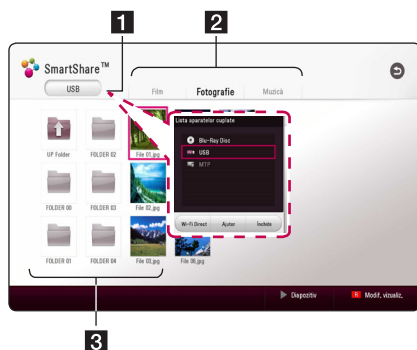 1
2
SmartShare™
USB
Film
Fotografie
Muzică
Lista aparatelor cuplate
Blu-Ray Disc
USB
MTP
Wi-Fi Direct
Ajutor
Închide
UP Folder
FOLDER 02
File 01.jpg
FOLDER 00
FOLDER 03
File 02.jpg
FOLDER 01
FOLDER 04
File 03.jpg
File 06.jpg
Dispozitiv
Modif. vizualiz.
3